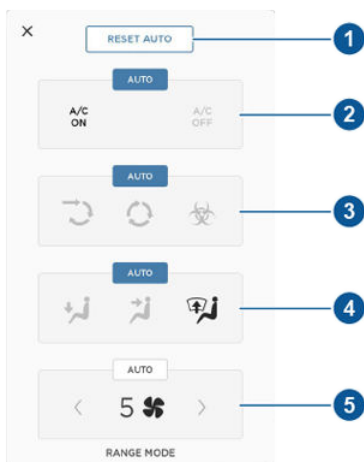 ×
RESET AUTO
1
AUTO
A/C
ON
A/C
OFF
2
AUTO
3
AUTO
4
AUTO
< 5 >
5
RANGE MODE